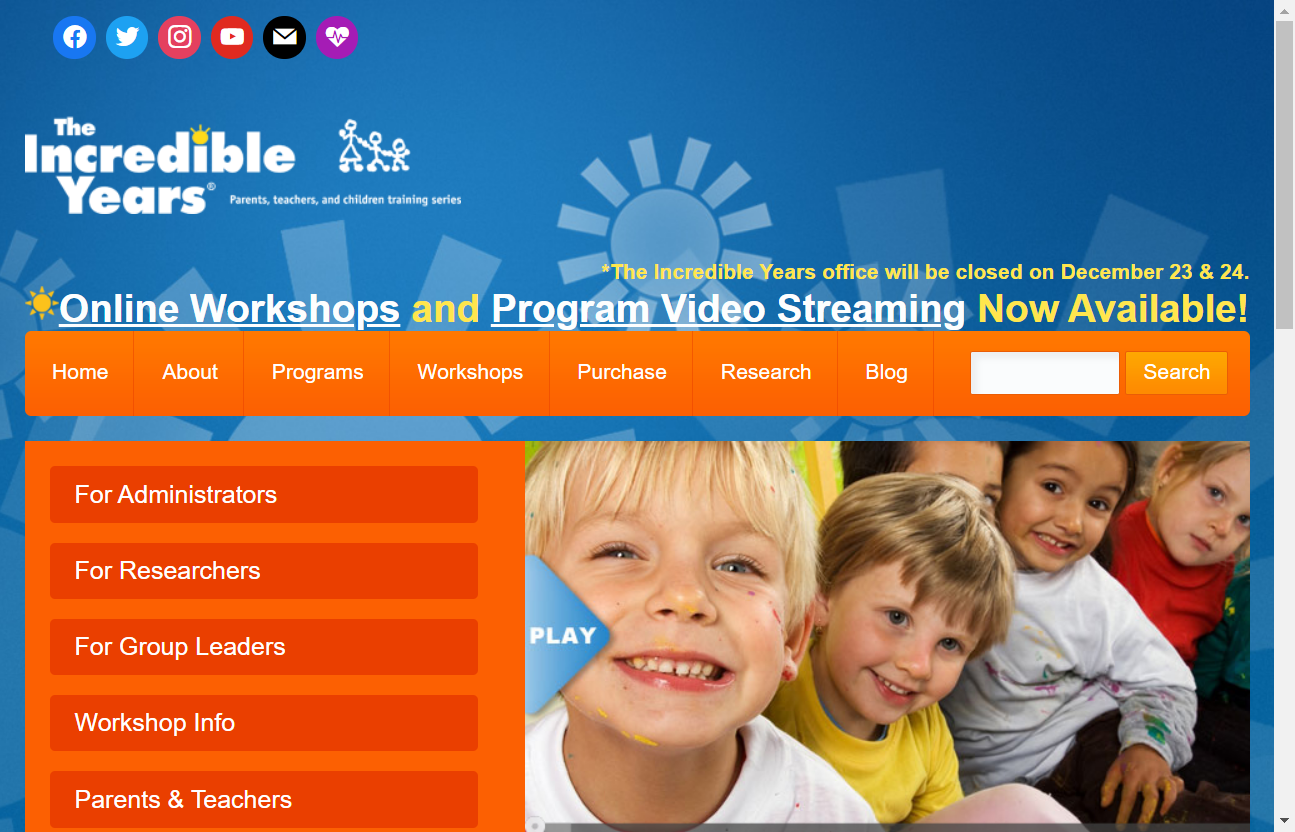 The
Incredible
Years®
Parents, teachers, and children training series
*The Incredible Years office will be closed on December 23 & 24.
Online Workshops and Program Video Streaming Now Available!
Home About Programs Workshops Purchase Research Blog Search
For Administrators
For Researchers
For Group Leaders
PLAY
Workshop Info
Parents & Teachers